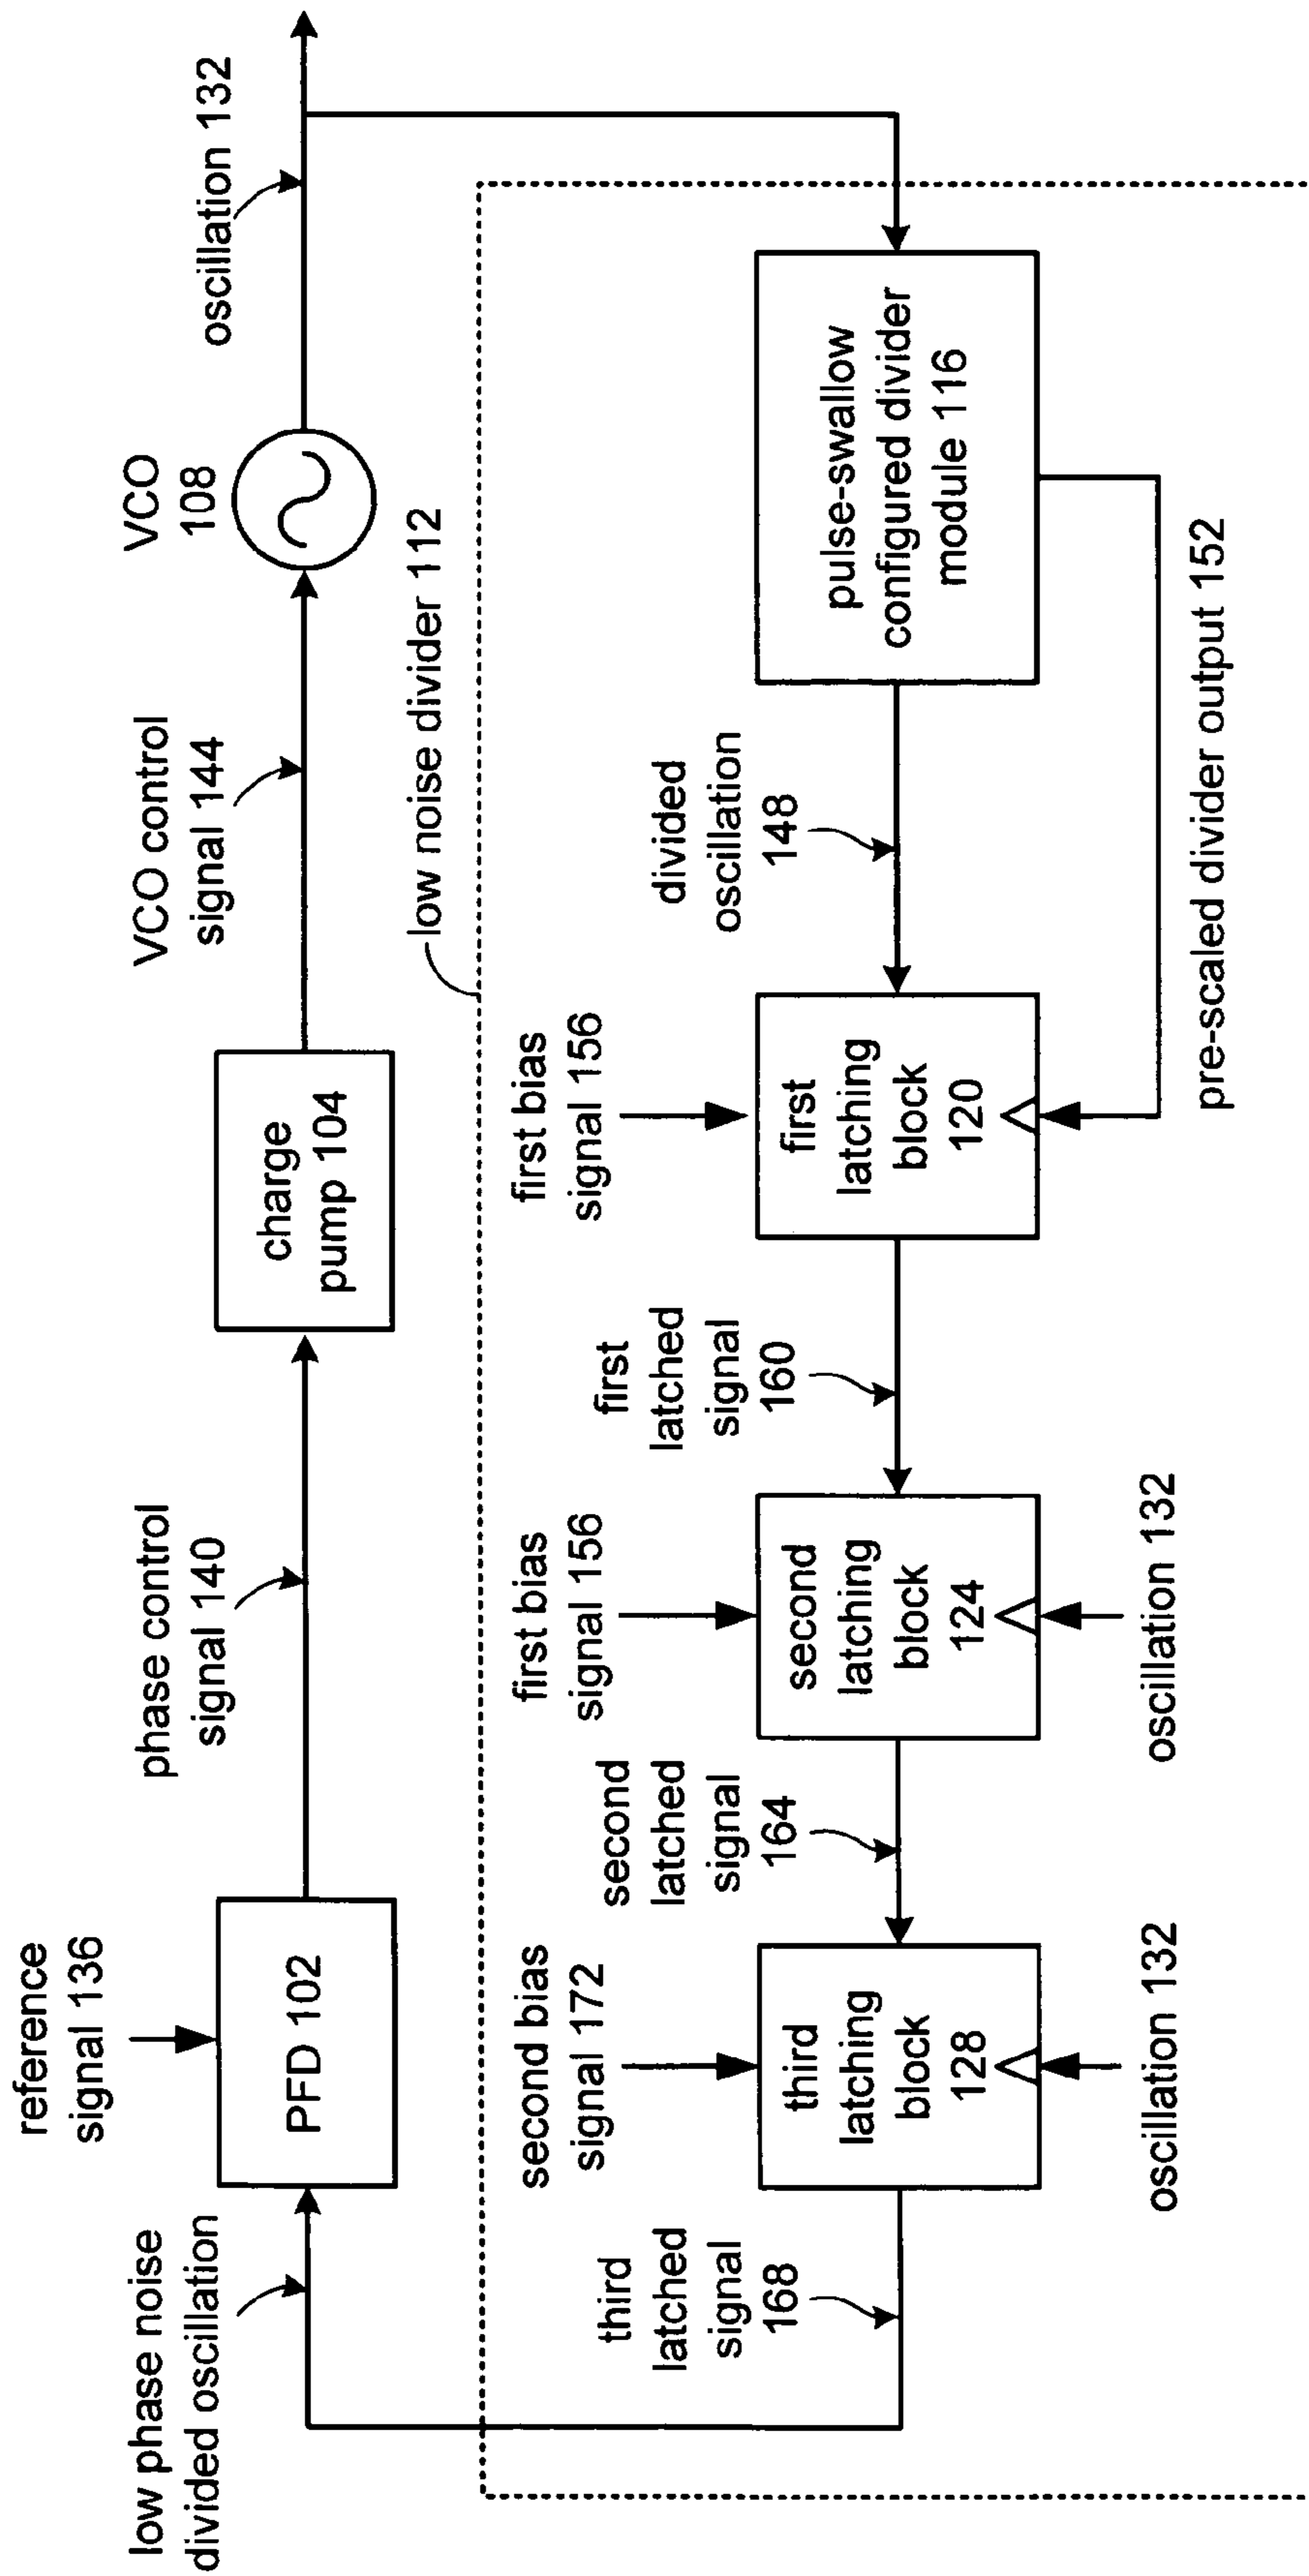 reference
signal 136
low phase noise
divided oscillation
PFD 102
phase control
signal 140
charge
pump 104
VCO control
signal 144
VCO
108
oscillation 132
low noise divider 112
third
latched
signal
168
second bias
signal 172
third
latching
block
128
oscillation 132
second
latched
signal
164
first bias
signal 156
second
latching
block
124
oscillation 132
first
latched
signal
160
first bias
signal 156
first
latching
block
120
divided
oscillation
148
pulse-swallow
configured divider
module 116
pre-scaled divider output 152